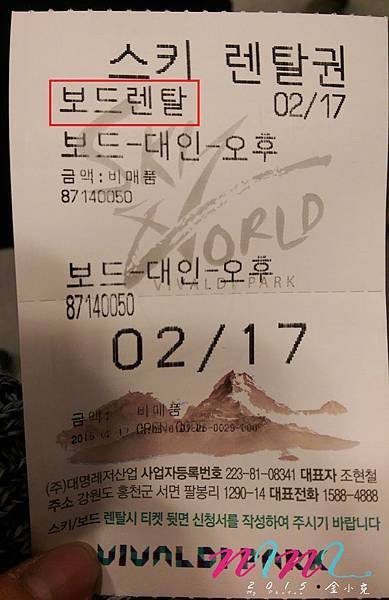 스키 렌탈권
보드렌탈 02/17
보드-대인-오후
금액:비매품
87140050
SKI WORLD
보드-대인-오후
VIVALDI PARK
87140050
02/17
금액: 비매품
(주)대명레저산업 사업자등록번호 223-81-08341 대표자 조현철
주소 강원도 홍천군 서면 팔봉리 1290-14 대표전화 1588-4888
스키/보드 렌탈시 티켓 뒷면 신청서를 작성하여 주시기 바랍니다
VIVALDI PARK
nini
2015·金小克